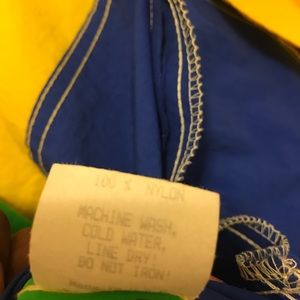 100 % NYLON
MACHINE WASH,
COLD WATER,
LINE DRY!
DO NOT IRON!